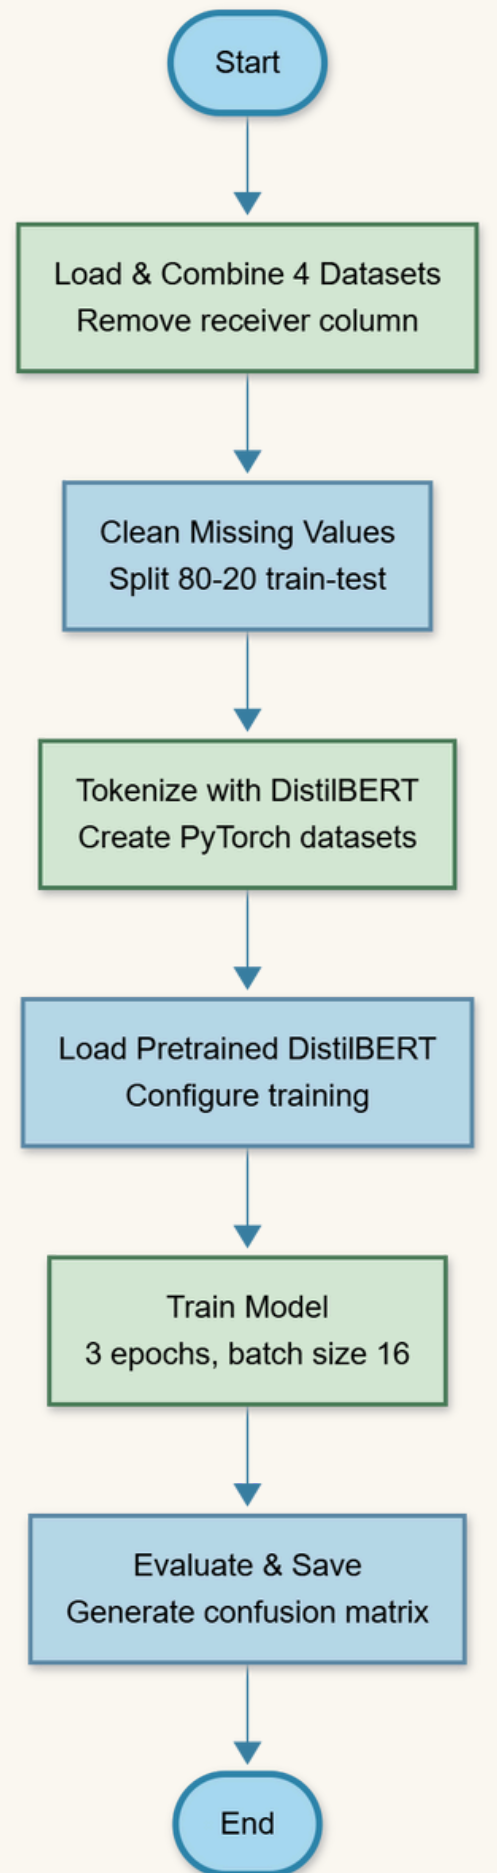 Start
Load & Combine 4 Datasets
Remove receiver column
Clean Missing Values
Split 80-20 train-test
Tokenize with DistilBERT
Create PyTorch datasets
Load Pretrained DistilBERT
Configure training
Train Model
3 epochs, batch size 16
Evaluate & Save
Generate confusion matrix
End